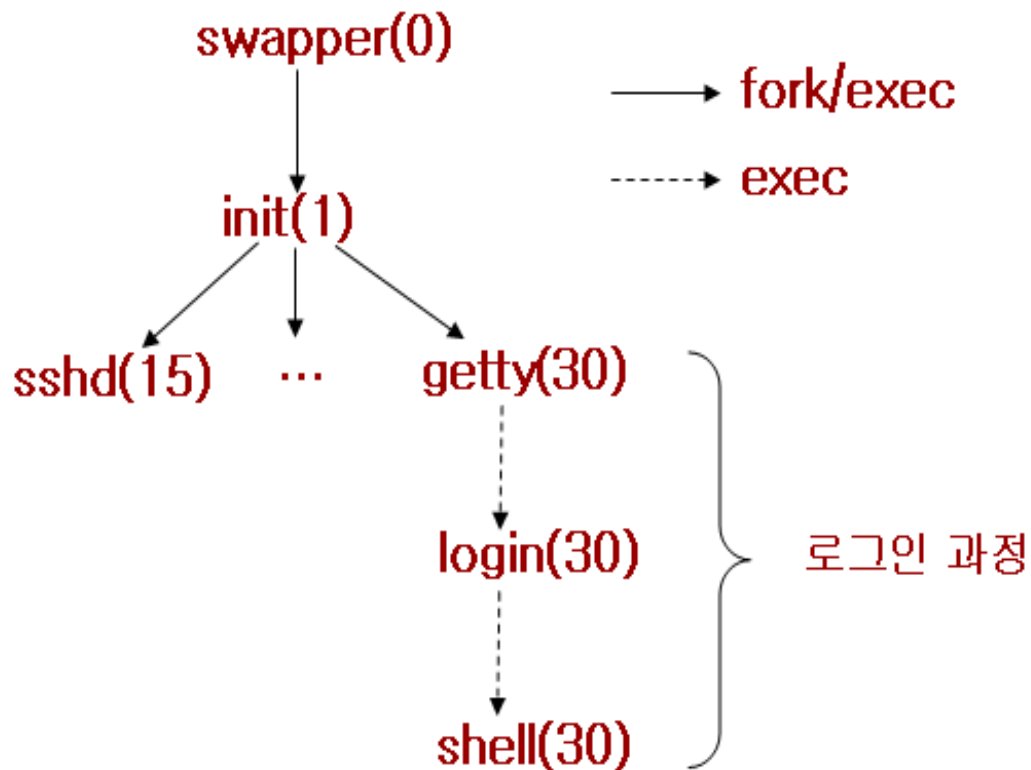 swapper(0)
fork/exec
exec
init(1)
sshd(15) ... getty(30)
login(30)
로그인 과정
shell(30)